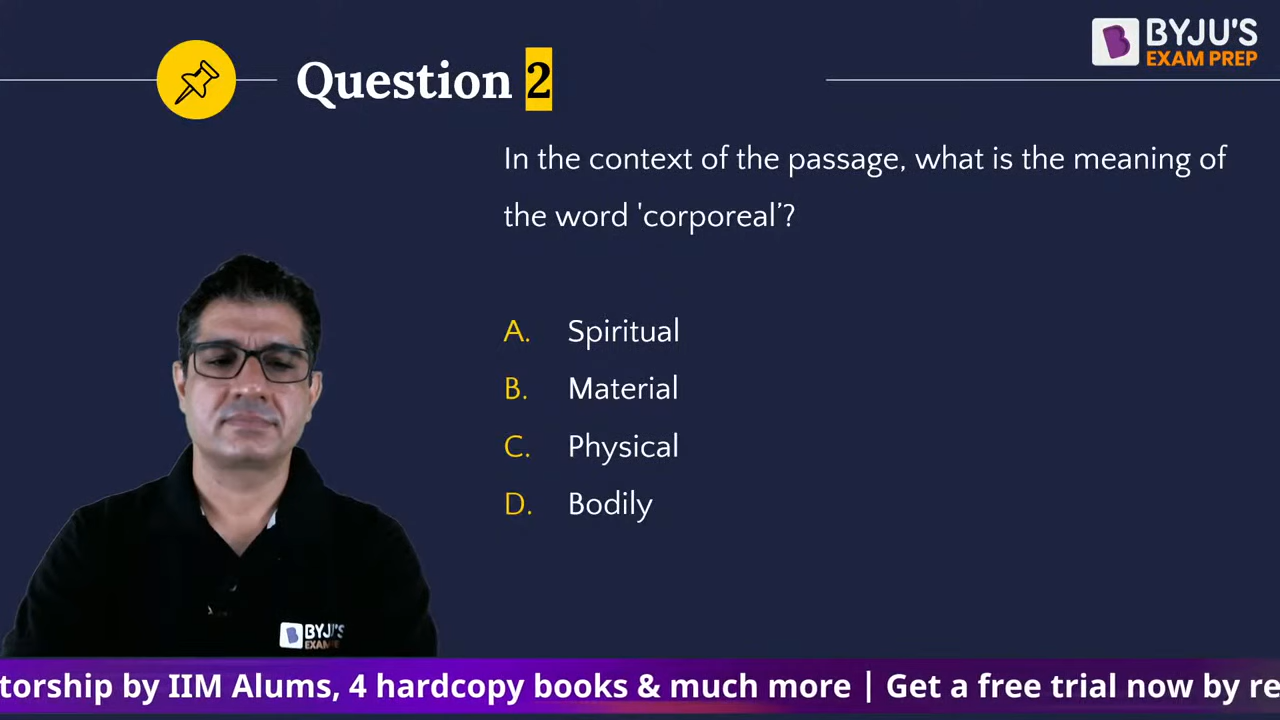 BYJU'S
EXAM PREP
Question 2
In the context of the passage, what is the meaning of
the word 'corporeal’?
A. Spiritual
B. Material
C. Physical
D. Bodily
BYJU'S
EXAM
torship by IIM Alums, 4 hardcopy books & much more | Get a free trial now by re